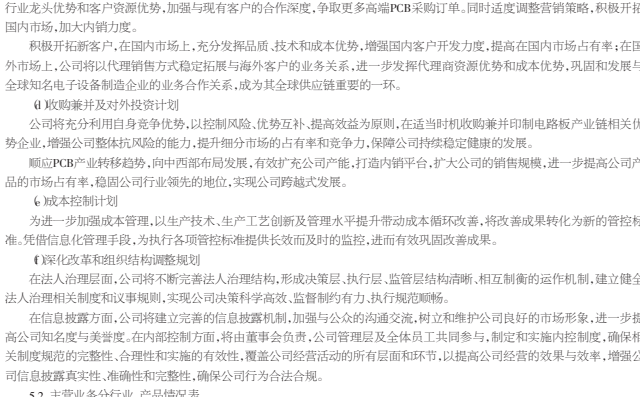 行业龙头优势和客户资源优势,加强与现有客户的合作深度,争取更多高端PCB采购订单。同时适度调整营销策略,积极开拓
国内市场,加大内销力度。
积极开拓新客户,在国内市场上,充分发挥品质、技术和成本优势,增强国内客户开发力度,提高在国内市场占有率;在国
外市场上,公司将以代理销售方式稳定拓展与海外客户的业务关系,进一步发挥代理商资源优势和成本优势,巩固和发展与
全球知名电子设备制造企业的业务合作关系,成为其全球供应链重要的一环。
(d)收购兼并及对外投资计划
公司将充分利用自身竞争优势,以控制风险、优势互补、提高效益为原则,在适当时机收购兼并印制电路板产业链相关优
势企业,增强公司整体抗风险的能力,提升细分市场的占有率和竞争力,保障公司持续稳定健康的发展。
顺应PCB产业转移趋势,向中西部布局发展,有效扩充公司产能,打造内销平台,扩大公司的销售规模,进一步提高公司产
品的市场占有率,稳固公司行业领先的地位,实现公司跨越式发展。
(e)成本控制计划
为进一步加强成本管理,以生产技术、生产工艺创新及管理水平提升带动成本循环改善,将改善成果转化为新的管控标
准。凭借信息化管理手段,为执行各项管控标准提供长效而及时的监控,进而有效巩固改善成果。
(f)深化改革和组织结构调整规划
在法人治理层面,公司将不断完善法人治理结构,形成决策层、执行层、监管层结构清晰、相互制衡的运作机制,建立健全
法人治理相关制度和议事规则,实现公司决策科学高效、监督制约有力、执行规范顺畅。
在信息披露方面,公司将建立完善的信息披露机制,加强与公众的沟通交流,树立和维护公司良好的市场形象,进一步提
高公司知名度与美誉度。在内部控制方面,将由董事会负责,公司管理层及全体员工共同参与,制定和实施内控制度,确保相
关制度规范的完整性、合理性和实施的有效性,覆盖公司经营活动的所有层面和环节,以提高公司经营的效果与效率,增强公
司信息披露真实性、准确性和完整性,确保公司行为合法合规。
5.2 主营业务分行业、产品情况表